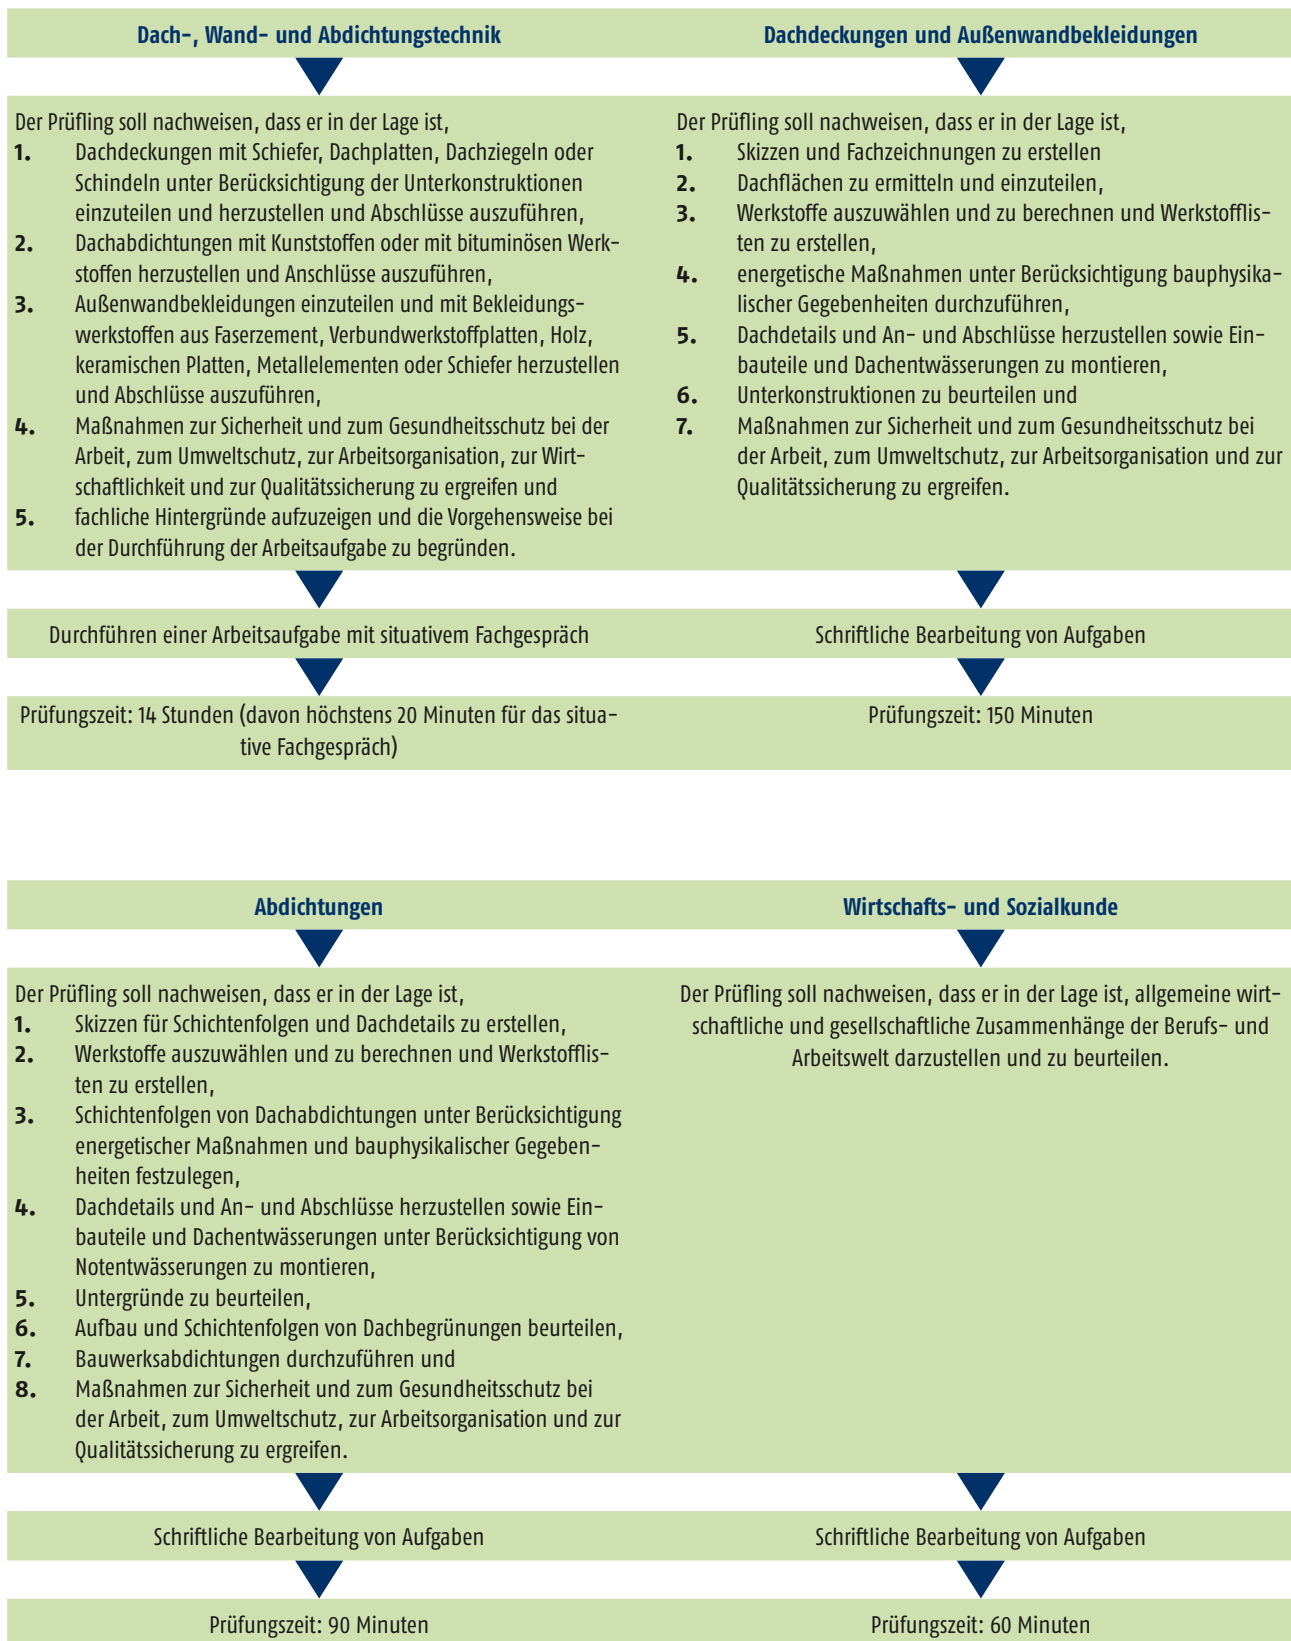 Dach-, Wand- und Abdichtungstechnik
Der Prüfling soll nachweisen, dass er in der Lage ist,
1. Dachdeckungen mit Schiefer, Dachplatten, Dachziegeln oder
Schindeln unter Berücksichtigung der Unterkonstruktionen
einzuteilen und herzustellen und Abschlüsse auszuführen,
2. Dachabdichtungen mit Kunststoffen oder mit bituminösen Werk-
stoffen herzustellen und Anschlüsse auszuführen,
3. Außenwandbekleidungen einzuteilen und mit Bekleidungs-
werkstoffen aus Faserzement, Verbundwerkstoffplatten, Holz,
keramischen Platten, Metallelementen oder Schiefer herzustellen
und Abschlüsse auszuführen,
4. Maßnahmen zur Sicherheit und zum Gesundheitsschutz bei der
Arbeit, zum Umweltschutz, zur Arbeitsorganisation, zur Wirt-
schaftlichkeit und zur Qualitätssicherung zu ergreifen und
5. fachliche Hintergründe aufzuzeigen und die Vorgehensweise bei
der Durchführung der Arbeitsaufgabe zu begründen.
Durchführen einer Arbeitsaufgabe mit situativem Fachgespräch
Prüfungszeit: 14 Stunden (davon höchstens 20 Minuten für das situa-
tive Fachgespräch)
Dachdeckungen und Außenwandbekleidungen
Der Prüfling soll nachweisen, dass er in der Lage ist,
1. Skizzen und Fachzeichnungen zu erstellen
2. Dachflächen zu ermitteln und einzuteilen,
3. Werkstoffe auszuwählen und zu berechnen und Werkstofflis-
ten zu erstellen,
4. energetische Maßnahmen unter Berücksichtigung bauphysika-
lischer Gegebenheiten durchzuführen,
5. Dachdetails und An- und Abschlüsse herzustellen sowie Ein-
bauteile und Dachentwässerungen zu montieren,
6. Unterkonstruktionen zu beurteilen und
7. Maßnahmen zur Sicherheit und zum Gesundheitsschutz bei
der Arbeit, zum Umweltschutz, zur Arbeitsorganisation und zur
Qualitätssicherung zu ergreifen.
Schriftliche Bearbeitung von Aufgaben
Prüfungszeit: 150 Minuten
Abdichtungen
Der Prüfling soll nachweisen, dass er in der Lage ist,
1. Skizzen für Schichtenfolgen und Dachdetails zu erstellen,
2. Werkstoffe auszuwählen und zu berechnen und Werkstofflis-
ten zu erstellen,
3. Schichtenfolgen von Dachabdichtungen unter Berücksichtigung
energetischer Maßnahmen und bauphysikalischer Gegeben-
heiten festzulegen,
4. Dachdetails und An- und Abschlüsse herzustellen sowie Ein-
bauteile und Dachentwässerungen unter Berücksichtigung von
Notentwässerungen zu montieren,
5. Untergründe zu beurteilen,
6. Aufbau und Schichtenfolgen von Dachbegrünungen beurteilen,
7. Bauwerksabdichtungen durchzuführen und
8. Maßnahmen zur Sicherheit und zum Gesundheitsschutz bei
der Arbeit, zum Umweltschutz, zur Arbeitsorganisation und zur
Qualitätssicherung zu ergreifen.
Schriftliche Bearbeitung von Aufgaben
Prüfungszeit: 90 Minuten
Wirtschafts- und Sozialkunde
Der Prüfling soll nachweisen, dass er in der Lage ist, allgemeine wirt-
schaftliche und gesellschaftliche Zusammenhänge der Berufs- und
Arbeitswelt darzustellen und zu beurteilen.
Schriftliche Bearbeitung von Aufgaben
Prüfungszeit: 60 Minuten